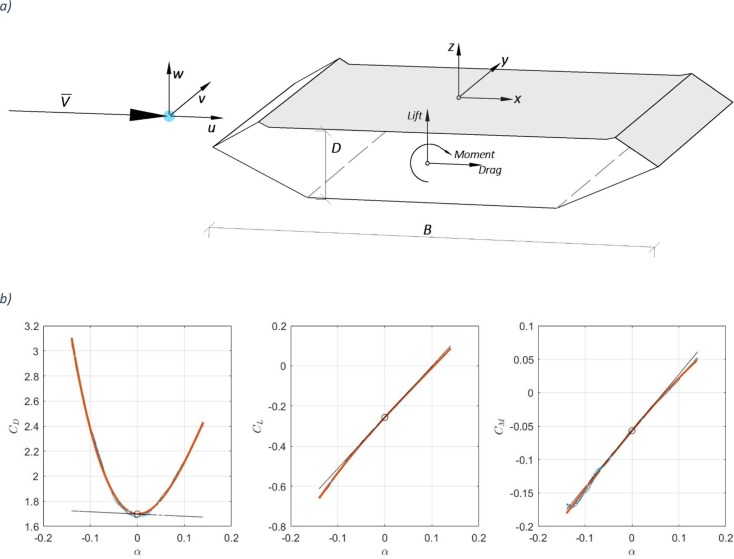 a)
z
y
x
w
v
u
V̅
Lift
D
Moment
Drag
B
b)
3.2
3
2.8
2.6
2.4
2.2
2
1.8
1.6
C_D
-0.2 -0.1 0 0.1 0.2
α
0.2
0
-0.2
-0.4
-0.6
-0.8
C_L
-0.2 -0.1 0 0.1 0.2
α
0.1
0.05
0
-0.05
-0.1
-0.15
-0.2
C_M
-0.2 -0.1 0 0.1 0.2
α